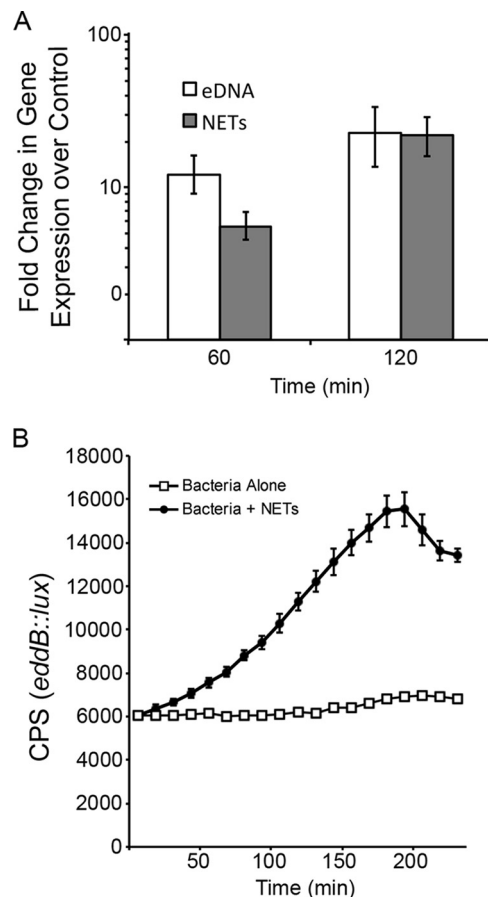 A
Fold Change in Gene
Expression over Control
100
10
0
eDNA
NETs
60
120
Time (min)
B
CPS (eddB::lux)
18000
16000
14000
12000
10000
8000
6000
4000
2000
0
Bacteria Alone
Bacteria + NETs
50
100
150
200
Time (min)